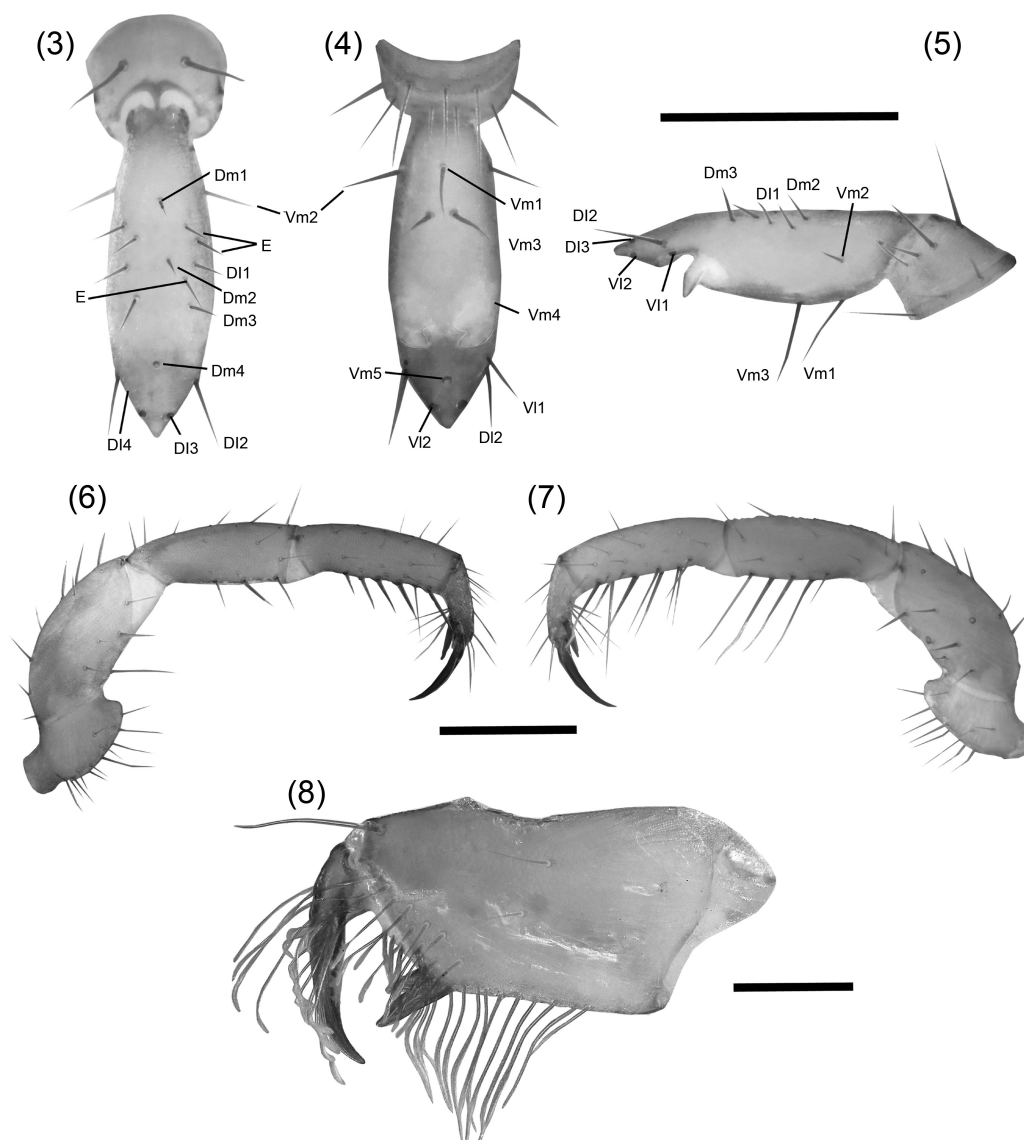 (3)
Dm1
Vm2
E
Dl1
E
Dm2
Dm3
Dm4
Dl4
Dl3
Dl2
(4)
Vm1
Vm3
Vm4
Vm5
Vl1
Vl2
Dl2
(5)
Dm3
Dl1
Dm2
Vm2
Dl2
Dl3
Vl2
Vl1
Vm3
Vm1
(6)
(7)
(8)